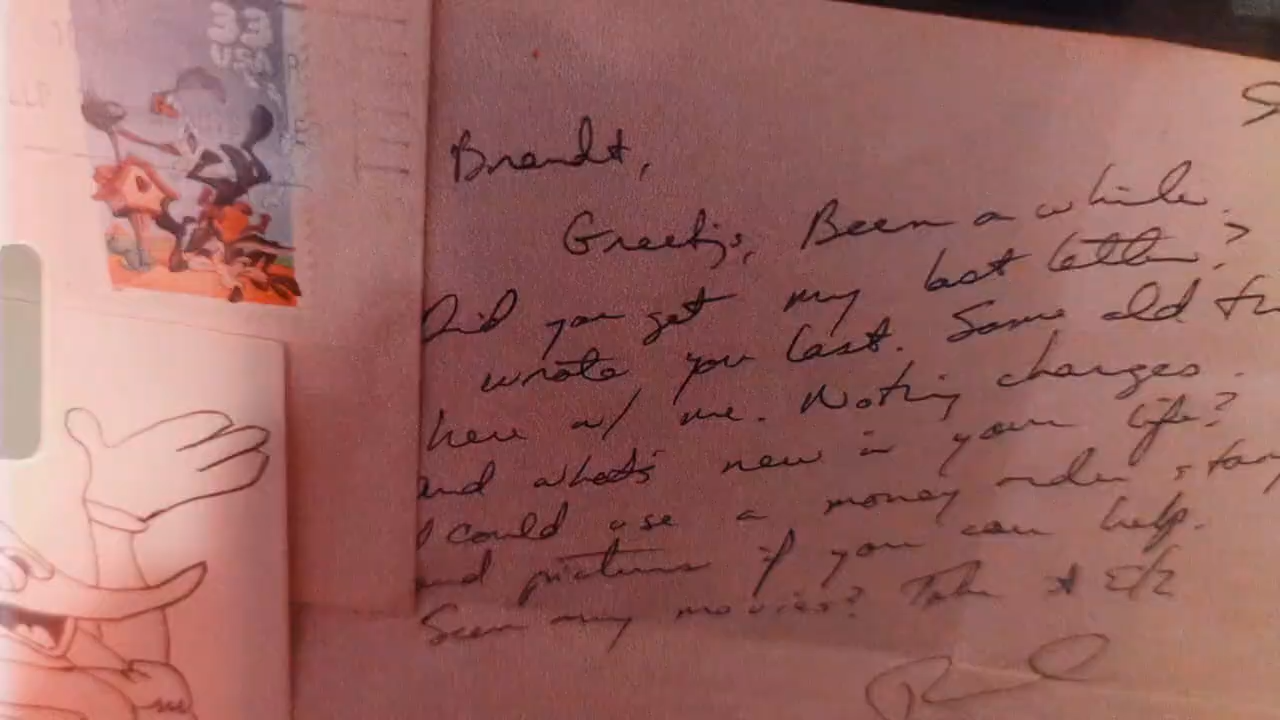 33
USA
Brandt,
Greetings, Been a while.
Did you get my last letter?
wrote you last. Same old
here w/ me. Nothing changes.
and what's new in your life?
I could use a money order,
and pictures if you can help.
Seen any movies? Take it E/Z